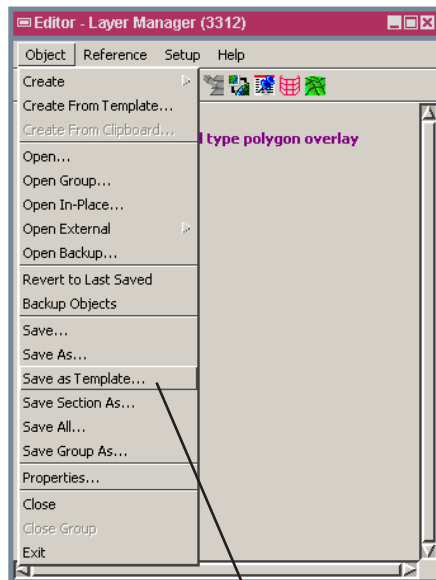 Editor - Layer Manager (3312)
Object Reference Setup Help
Create
Create From Template...
Create From Clipboard...
type polygon overlay
Open...
Open Group...
Open In-Place...
Open External
Open Backup...
Revert to Last Saved
Backup Objects
Save...
Save As...
Save as Template...
Save Section As...
Save All...
Save Group As...
Properties...
Close
Close Group
Exit